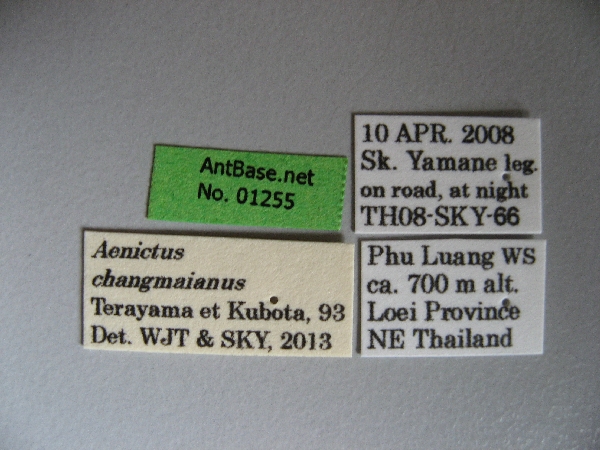 AntBase.net
No. 01255
10 APR. 2008
Sk. Yamane leg.
on road, at night
TH08-SKY-66
Aenictus
changmaianus
Terayama et Kubota, 93
Det. WJT & SKY, 2013
Phu Luang WS
ca. 700 m alt.
Loei Province
NE Thailand